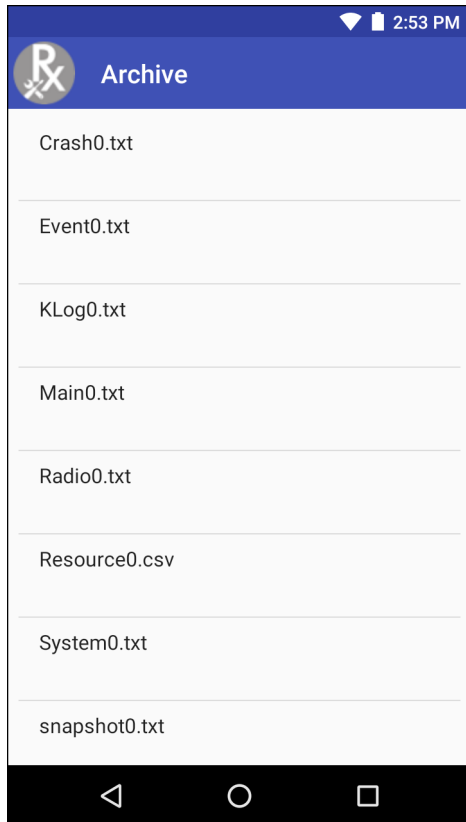 2:53 PM
Rx
Archive
Crash0.txt
Event0.txt
KLog0.txt
Main0.txt
Radio0.txt
Resource0.csv
System0.txt
snapshot0.txt